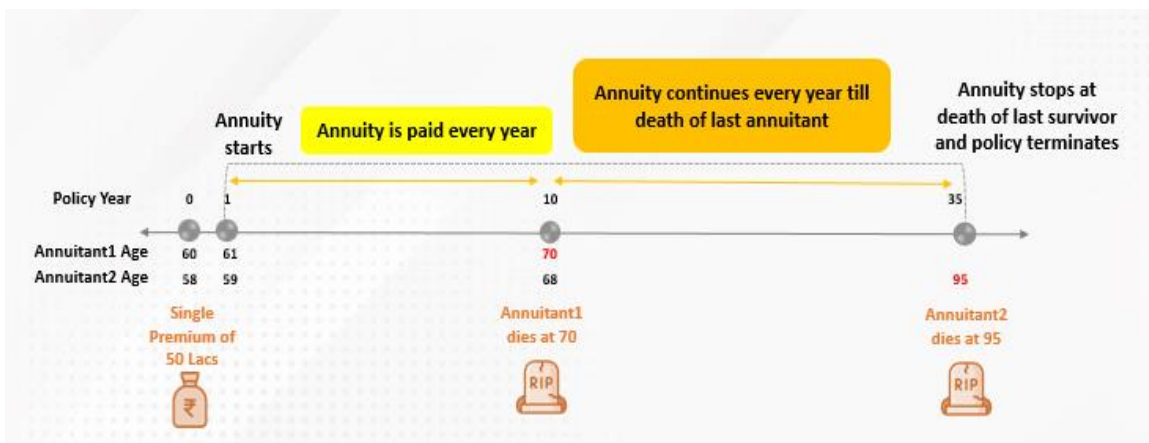 Annuity
starts
Annuity is paid every year
Annuity continues every year till
death of last annuitant
Annuity stops at
death of last survivor
and policy terminates
Policy Year 0 1 10 35
Annuitant1 Age 60 61 70
Annuitant2 Age 58 59 68 95
Single
Premium of
50 Lacs
₹
Annuitant1
dies at 70
RIP
Annuitant2
dies at 95
RIP